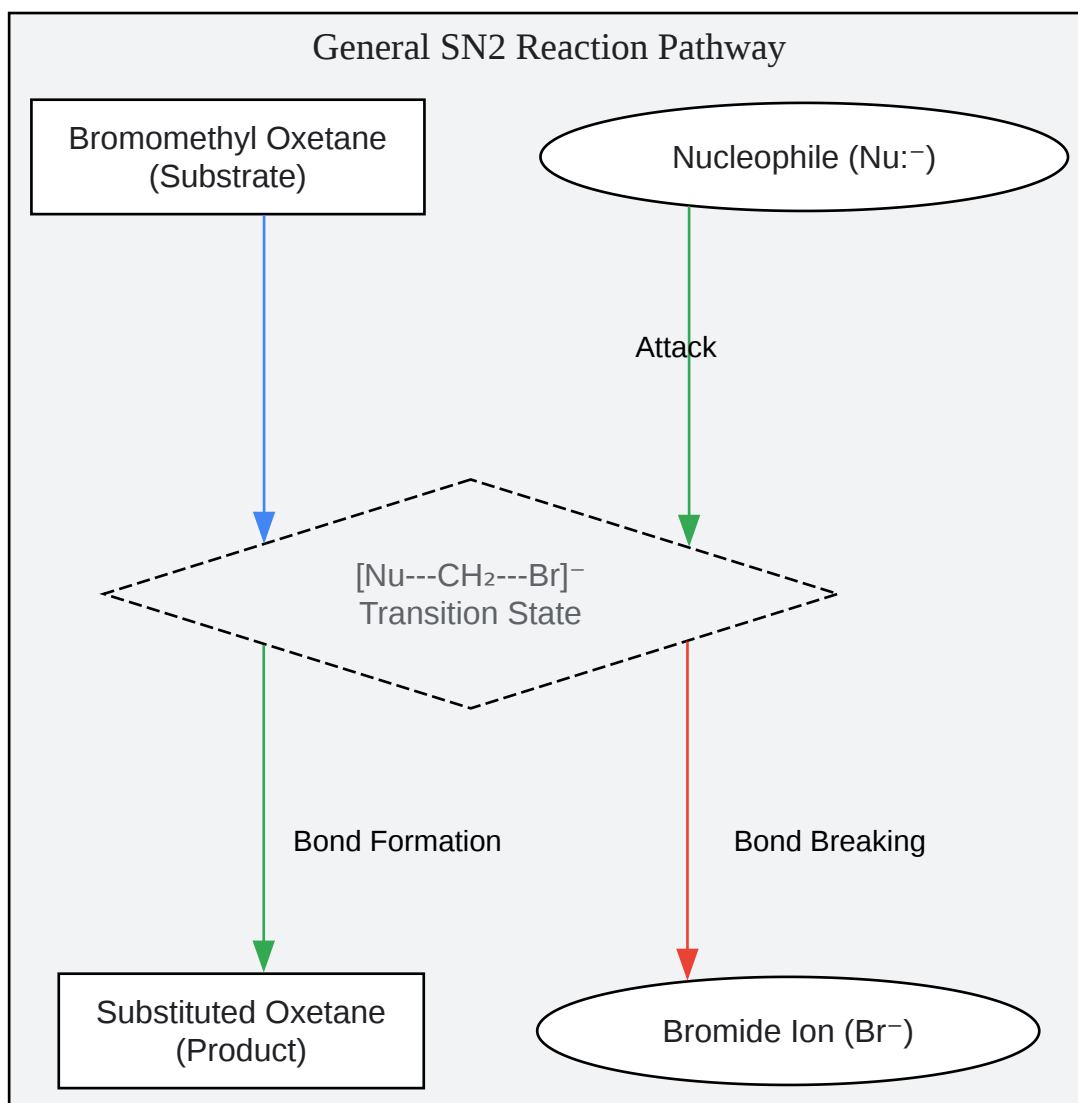 General SN2 Reaction Pathway
Bromomethyl Oxetane
(Substrate)
Nucleophile (Nu:⁻)
Attack
[Nu---CH₂---Br]⁻
Transition State
Bond Formation
Bond Breaking
Substituted Oxetane
(Product)
Bromide Ion (Br⁻)